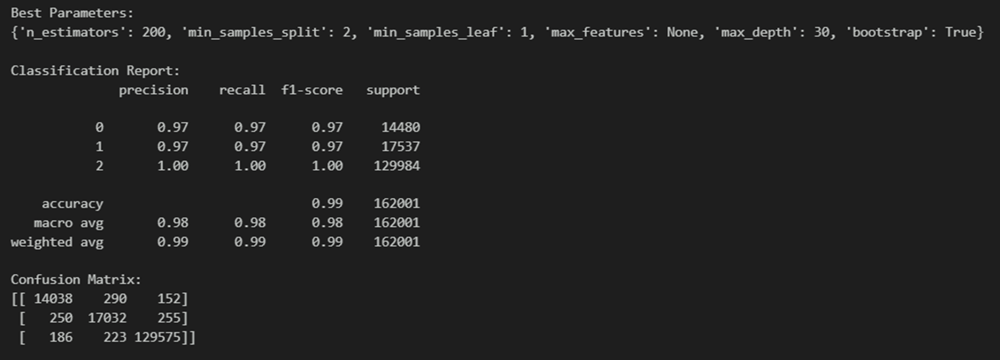 Best Parameters:
{'n_estimators': 200, 'min_samples_split': 2, 'min_samples_leaf': 1, 'max_features': None, 'max_depth': 30, 'bootstrap': True}
Classification Report:
precision recall f1-score support
0 0.97 0.97 0.97 14480
1 0.97 0.97 0.97 17537
2 1.00 1.00 1.00 129984
accuracy 0.99 162001
macro avg 0.98 0.98 0.98 162001
weighted avg 0.99 0.99 0.99 162001
Confusion Matrix:
[[ 14038 290 152]
[ 250 17032 255]
[ 186 223 129575]]